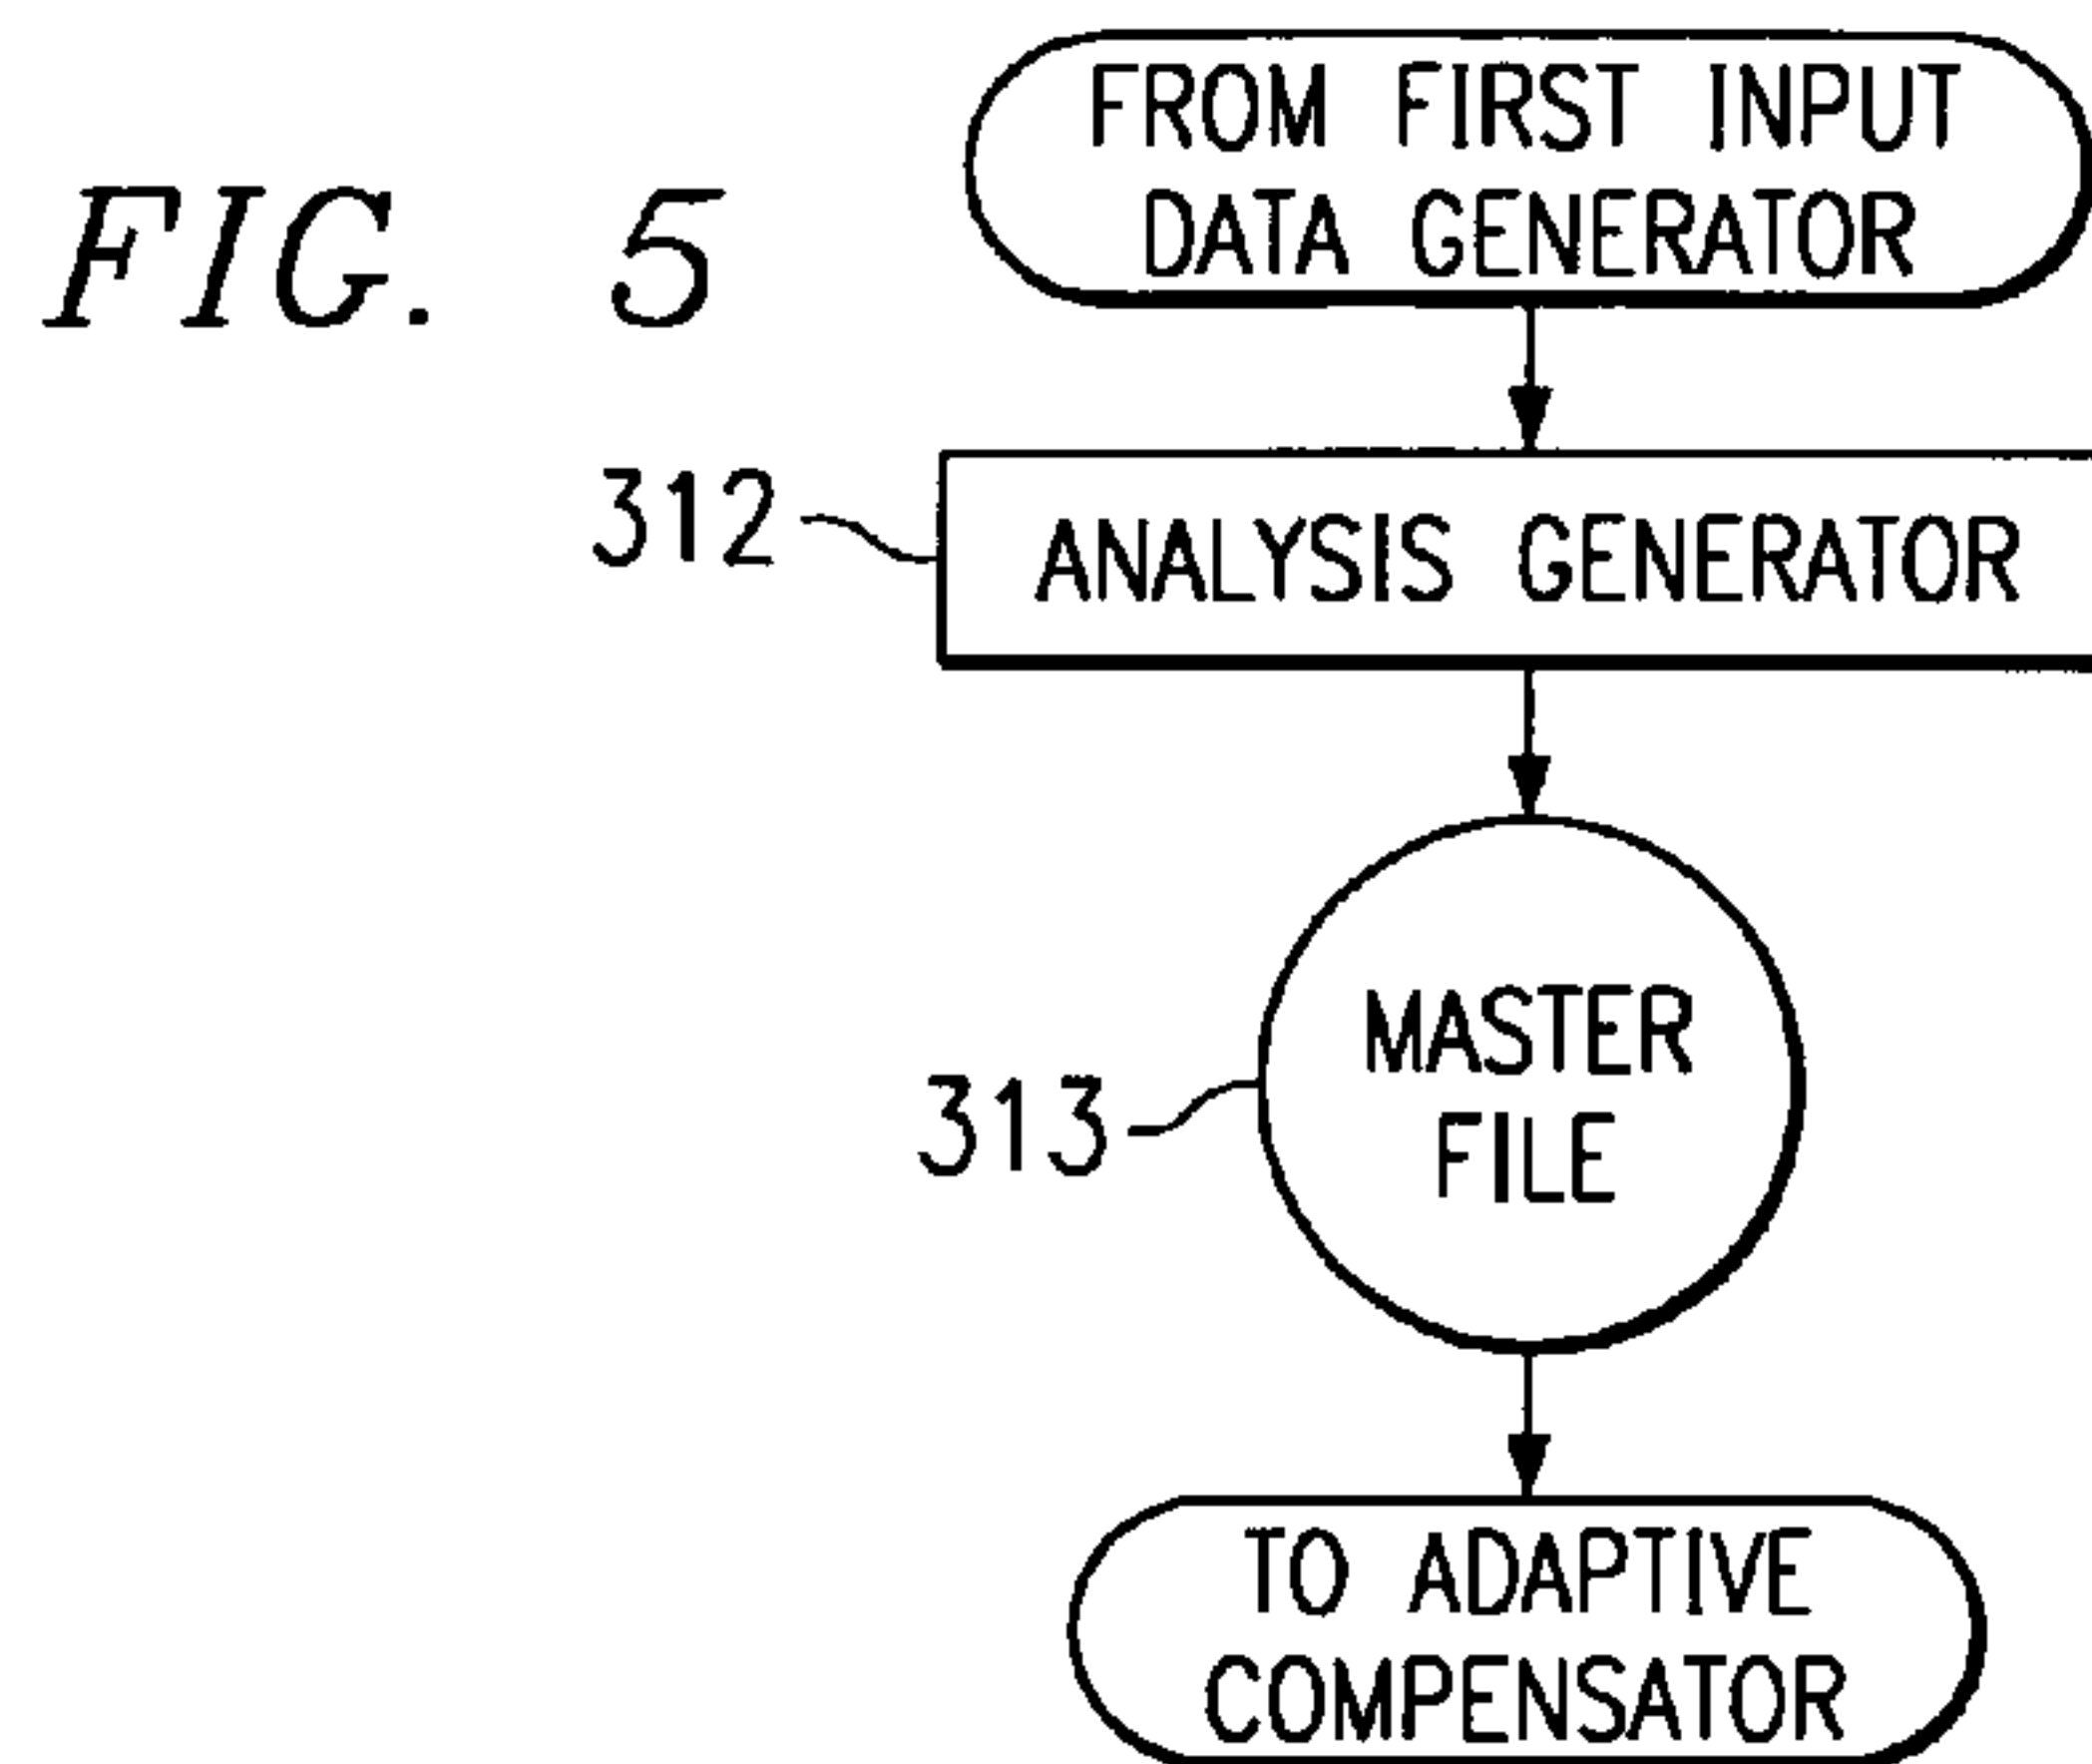 FIG. 5
FROM FIRST INPUT
DATA GENERATOR
312
ANALYSIS GENERATOR
313
MASTER
FILE
TO ADAPTIVE
COMPENSATOR